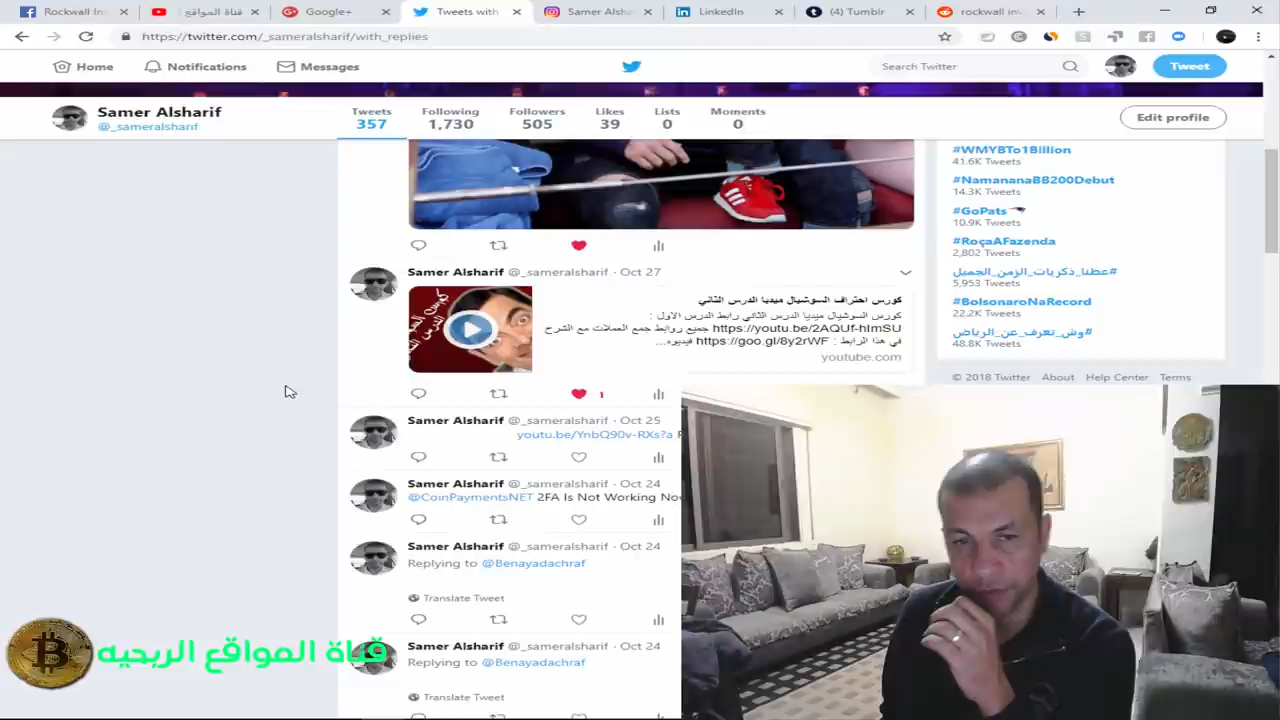 Rockwall In
قناة المواقع
Google+
Tweets with
Samer Alsha
LinkedIn
(4) Tumblr
rockwall inv
https://twitter.com/_sameralsharif/with_replies
Home
Notifications
Messages
Search Twitter
Tweet
Samer Alsharif
@_sameralsharif
Tweets
357
Following
1,730
Followers
505
Likes
39
Lists
0
Moments
0
Edit profile
#WMYBTo1Billion
41.6K Tweets
#NamananaBB200Debut
14.3K Tweets
#GoPats
10.9K Tweets
#RoçaAFazenda
2,802 Tweets
#عطنا_ذكريات_الزمن_الجميل
5,953 Tweets
#BolsonaroNaRecord
22.2K Tweets
#وش_تعرف_عن_الرياض
48.8K Tweets
© 2018 Twitter About Help Center Terms
Samer Alsharif @_sameralsharif · Oct 27
كورس احتراف السوشيال ميديا الدرس الثاني
كورس السوشيال ميديا الدرس الثاني رابط الدرس الاول :
https://youtu.be/2AQUf-hImSU جميع روابط جمع العملات مع الشرح
في هذا الرابط : https://goo.gl/8y2rWF فيديوه...
youtube.com
1
Samer Alsharif @_sameralsharif · Oct 25
youtu.be/YnbQ90v-RXs?a
Samer Alsharif @_sameralsharif · Oct 24
@CoinPaymentsNET 2FA Is Not Working No
Samer Alsharif @_sameralsharif · Oct 24
Replying to @Benayadachraf
Translate Tweet
Samer Alsharif @_sameralsharif · Oct 24
Replying to @Benayadachraf
Translate Tweet
قناة المواقع الربحيه